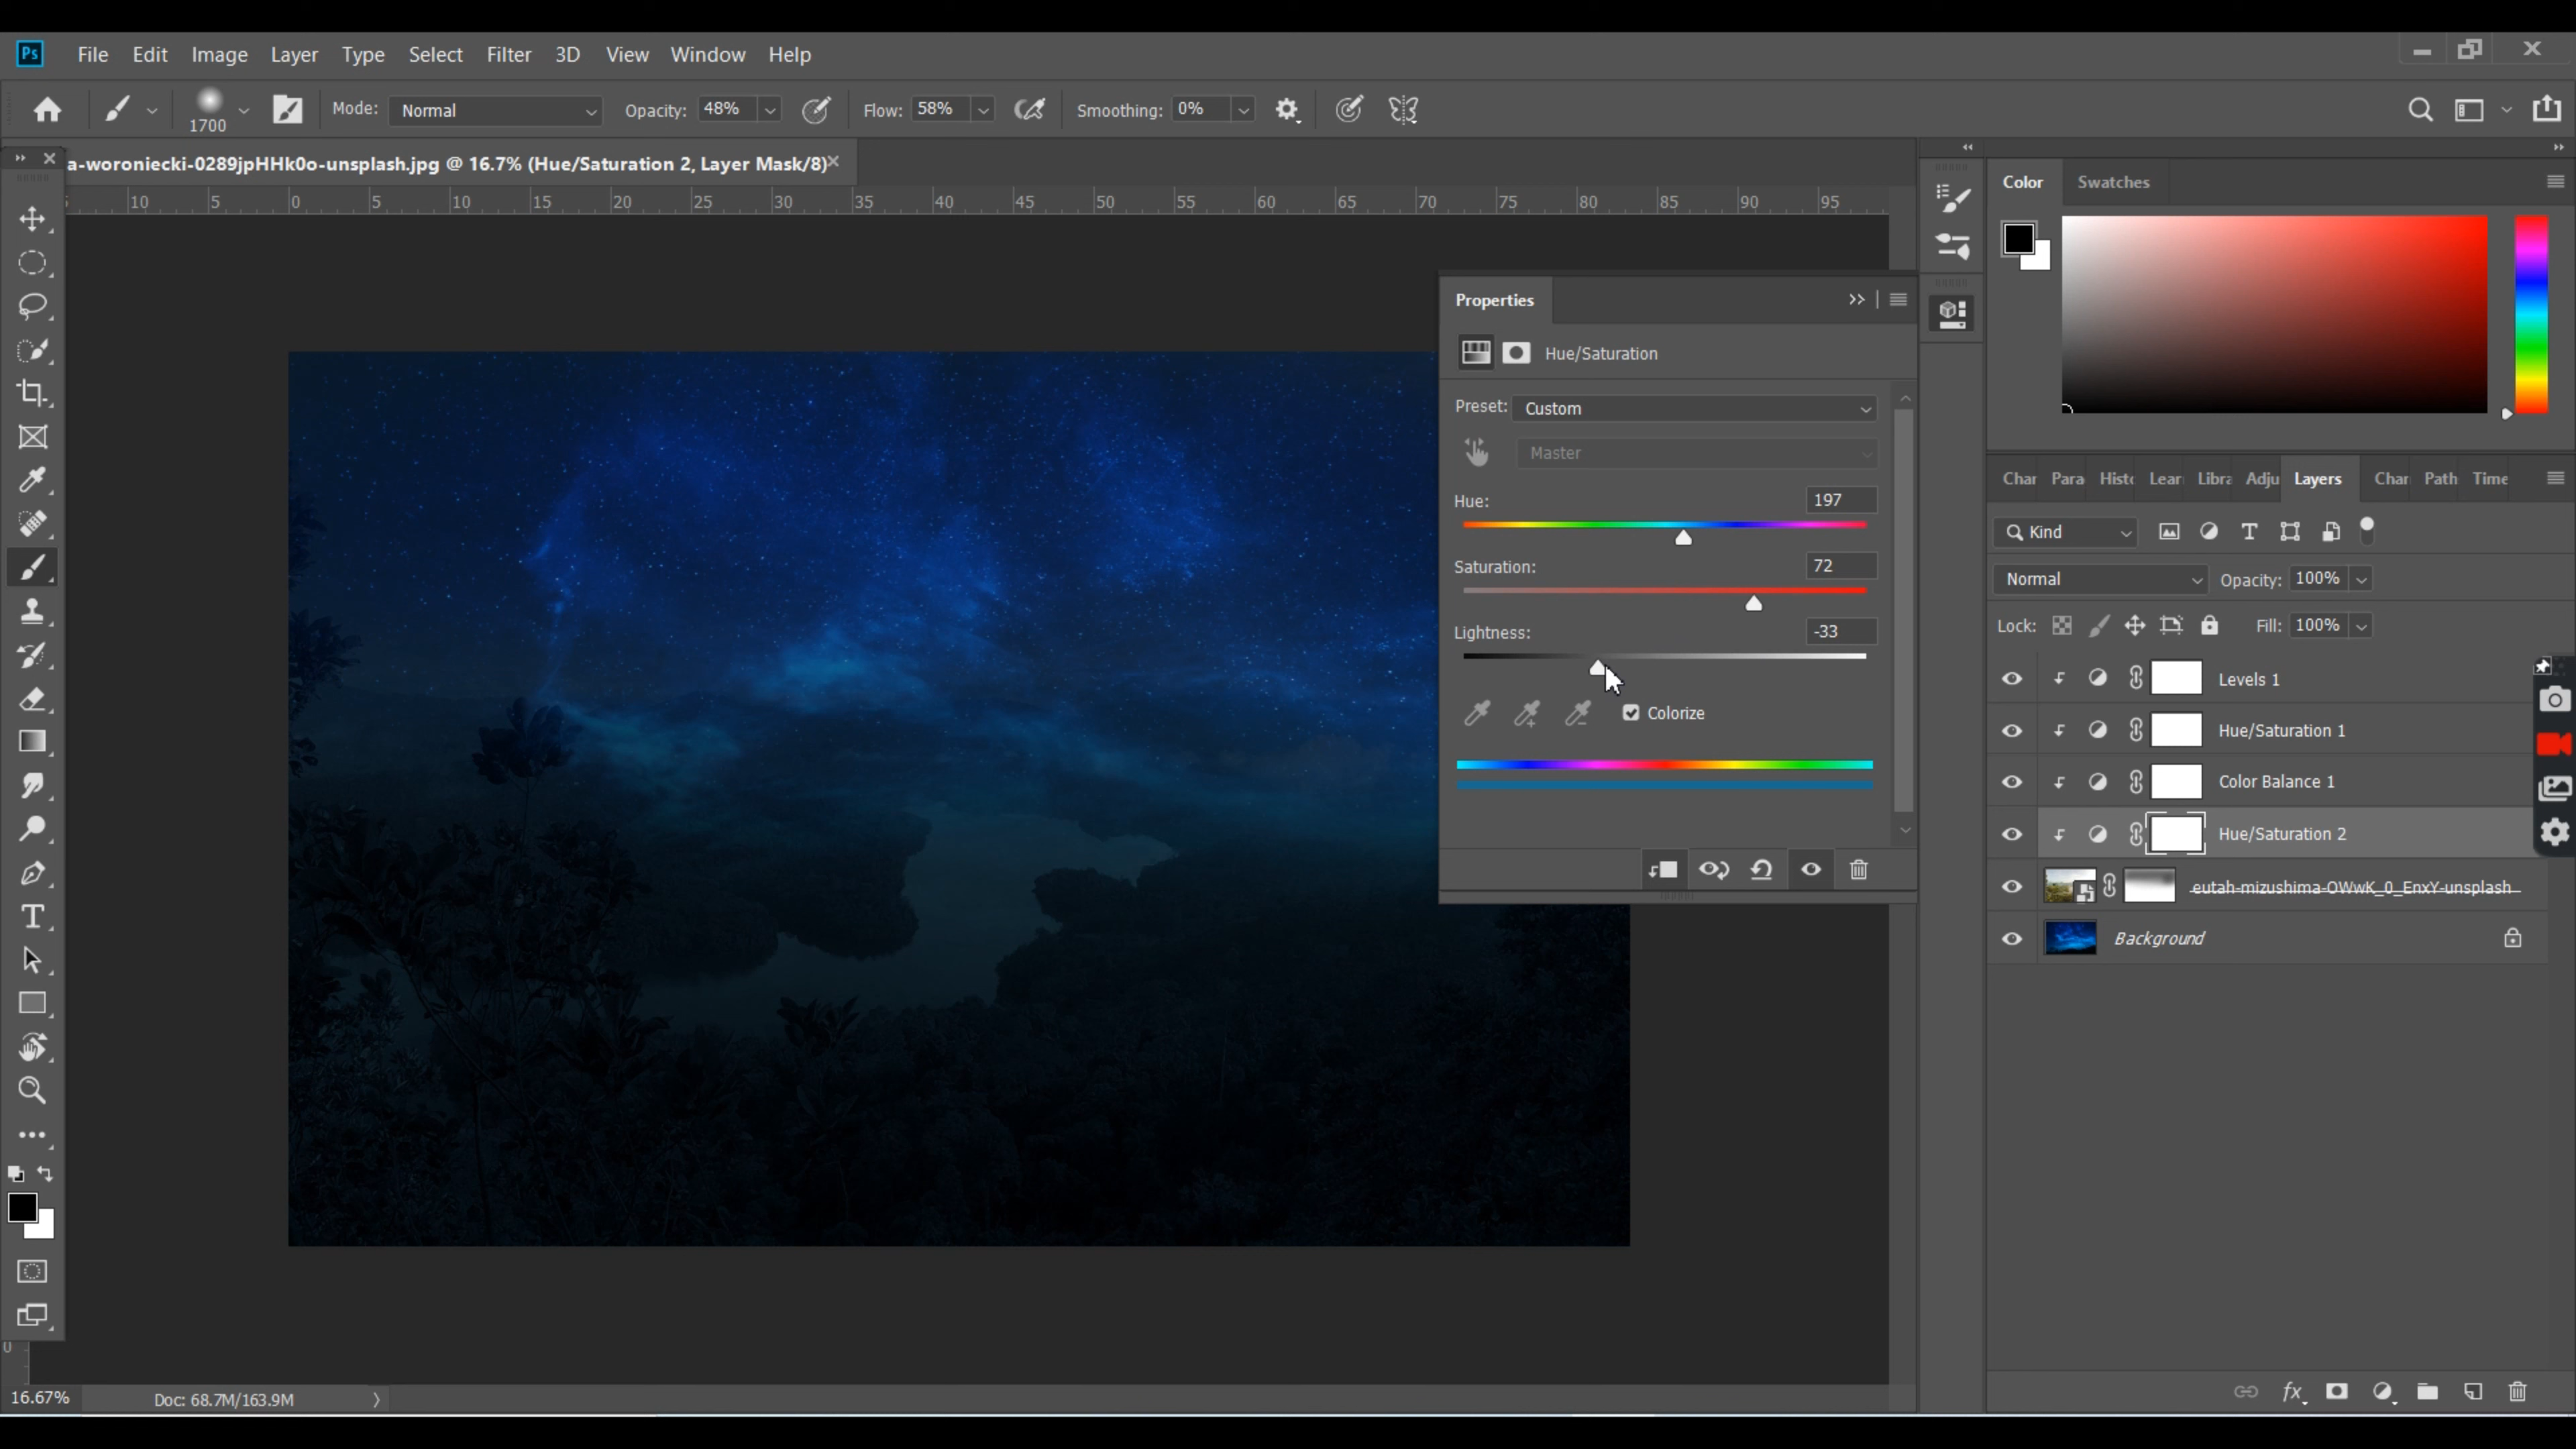 Ps File Edit Image Layer Type Select Filter 3D View Window Help
1700 Mode: Normal Opacity: 48% Flow: 58% Smoothing: 0%
a-woroniecki-0289jpHHk0o-unsplash.jpg @ 16.7% (Hue/Saturation 2, Layer Mask/8)
10 5 0 5 10 15 20 25 30 35 40 45 50 55 60 65 70 75 80 85 90 95
Properties
Hue/Saturation
Preset: Custom
Master
Hue: 197
Saturation: 72
Lightness: -33
Colorize
Color Swatches
Char Para Histo Lear Libra Adju Layers Char Path Time
Kind
Normal Opacity: 100%
Lock: Fill: 100%
Levels 1
Hue/Saturation 1
Color Balance 1
Hue/Saturation 2
eutah-mizushima-OWwK_0_EnxY-unsplash
Background
fx
0
16.67% Doc: 68.7M/163.9M